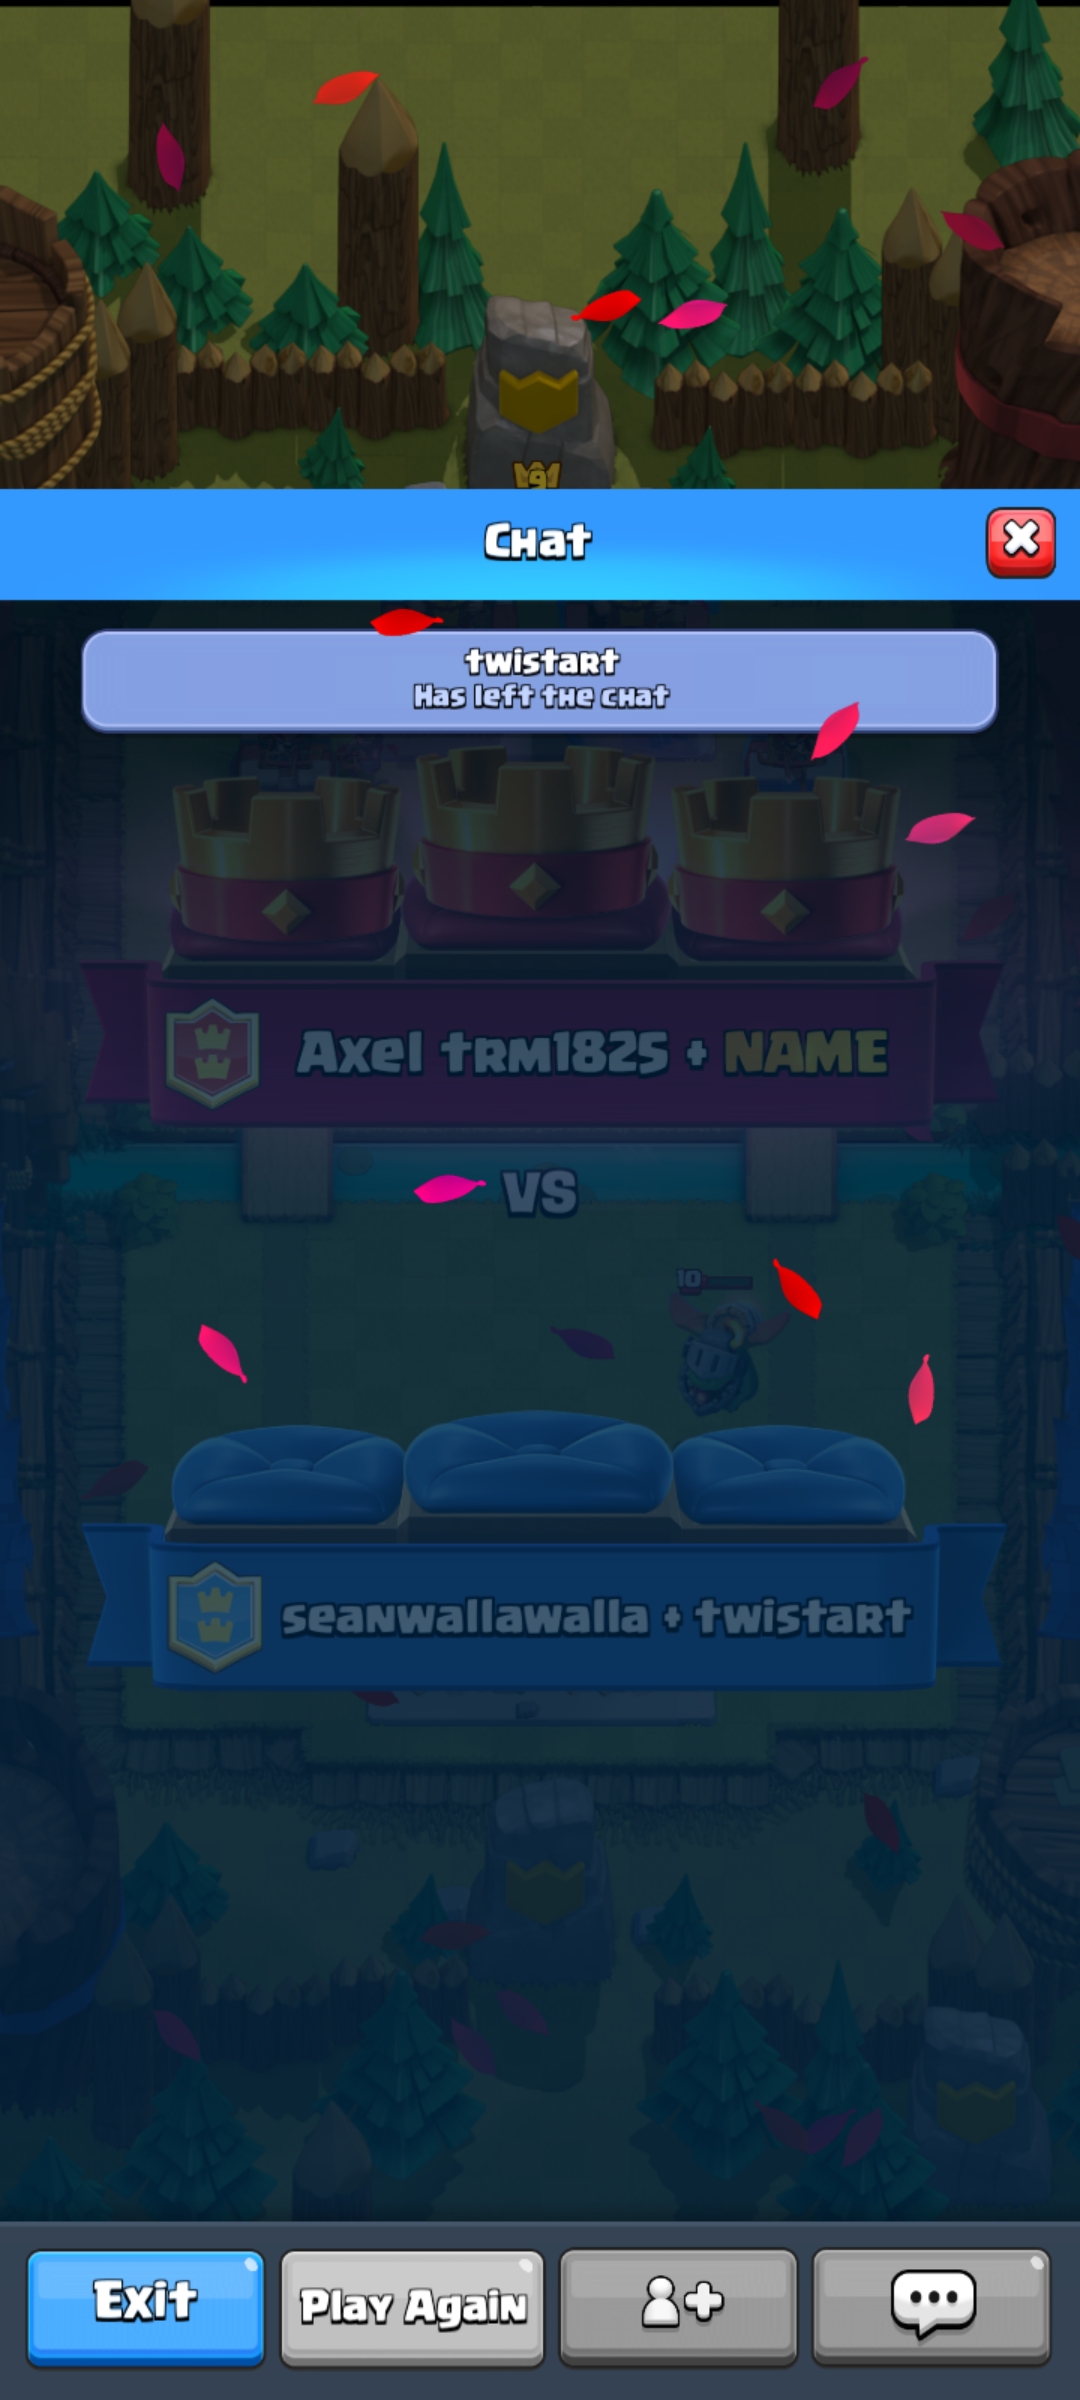 Chat
twistart
Has left the chat
Axel trm1825 + NAME
VS
10
seanwallawalla + twistart
Exit
Play Again